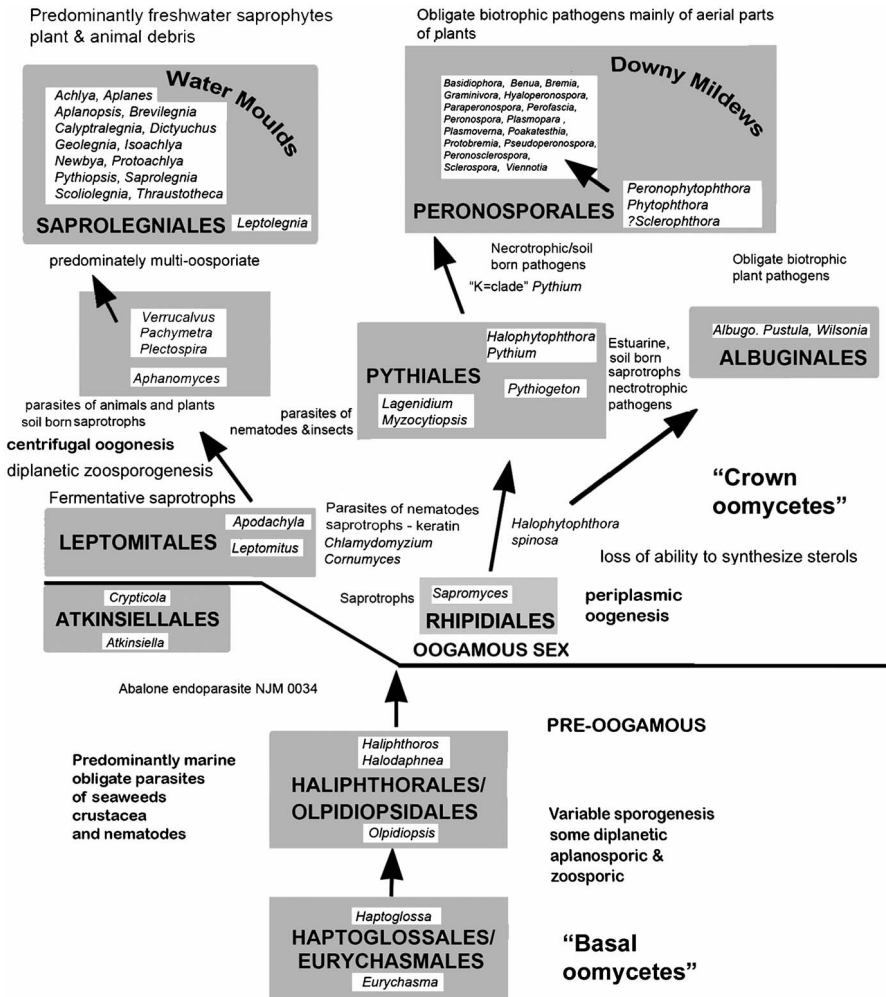 Predominantly freshwater saprophytes
plant & animal debris
Obligate biotrophic pathogens mainly of aerial parts
of plants
Water Moulds
Achlya, Aplanes
Aplanopsis, Brevilegnia
Calyptralegnia, Dictyuchus
Geolegnia, Isoachlya
Newbya, Protoachlya
Pythiopsis, Saprolegnia
Scoliolegnia, Thraustotheca
SAPROLEGNIALES
Leptolegnia
Downy Mildews
Basidiophora, Benua, Bremia,
Graminivora, Hyaloperonospora,
Paraperonospora, Perofascia,
Peronospora, Plasmopara ,
Plasmoverna, Poakatesthia,
Protobremia, Pseudoperonospora,
Peronosclerospora,
Sclerospora, Viennotia
Peronophytophthora
Phytophthora
?Sclerophthora
PERONOSPORALES
predominately multi-oosporiate
Necrotrophic/soil
born pathogens
"K=clade" Pythium
Obligate biotrophic
plant pathogens
Verrucalvus
Pachymetra
Plectospira
Aphanomyces
Halophytophthora
Pythium
PYTHIALES
Pythiogeton
Lagenidium
Myzocytiopsis
Estuarine,
soil born
saprotrophs
nectrotrophic
pathogens
Albugo. Pustula, Wilsonia
ALBUGINALES
parasites of animals and plants
soil born saprotrophs
centrifugal oogonesis
diplanetic zoosporogenesis
parasites of
nematodes &insects
"Crown
oomycetes"
Fermentative saprotrophs
Apodachyla
LEPTOMITALES
Leptomitus
Parasites of nematodes
saprotrophs - keratin
Chlamydomyzium
Cornumyces
Halophytophthora
spinosa
loss of ability to synthesize sterols
Crypticola
ATKINSIELLALES
Atkinsiella
Saprotrophs
Sapromyces
RHIPIDIALES
periplasmic
oogenesis
OOGAMOUS SEX
Abalone endoparasite NJM 0034
PRE-OOGAMOUS
Predominantly marine
obligate parasites
of seaweeds
crustacea
and nematodes
Haliphthoros
Halodaphnea
HALIPHTHORALES/
OLPIDIOPSIDALES
Olpidiopsis
Variable sporogenesis
some diplanetic
aplanosporic &
zoosporic
Haptoglossa
HAPTOGLOSSALES/
EURYCHASMALES
Eurychasma
"Basal
oomycetes"